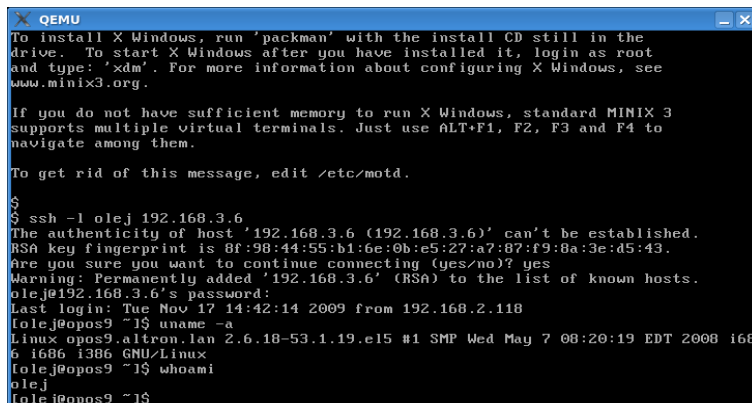 QEMU
To install X Windows, run 'packman' with the install CD still in the
drive.  To start X Windows after you have installed it, login as root
and type: 'xdm'. For more information about configuring X Windows, see
www.minix3.org.
If you do not have sufficient memory to run X Windows, standard MINIX 3
supports multiple virtual terminals. Just use ALT+F1, F2, F3 and F4 to
navigate among them.
To get rid of this message, edit /etc/motd.
$
$ ssh -l olej 192.168.3.6
The authenticity of host '192.168.3.6 (192.168.3.6)' can't be established.
RSA key fingerprint is 8f:98:44:55:b1:6e:0b:e5:27:a7:87:f9:8a:3e:d5:43.
Are you sure you want to continue connecting (yes/no)? yes
Warning: Permanently added '192.168.3.6' (RSA) to the list of known hosts.
olej@192.168.3.6's password:
Last login: Tue Nov 17 14:42:14 2009 from 192.168.2.118
[olej@opos9 ~]$ uname -a
Linux opos9.altron.lan 2.6.18-53.1.19.el5 #1 SMP Wed May 7 08:20:19 EDT 2008 i68
6 i686 i386 GNU/Linux
[olej@opos9 ~]$ whoami
olej
[olej@opos9 ~]$